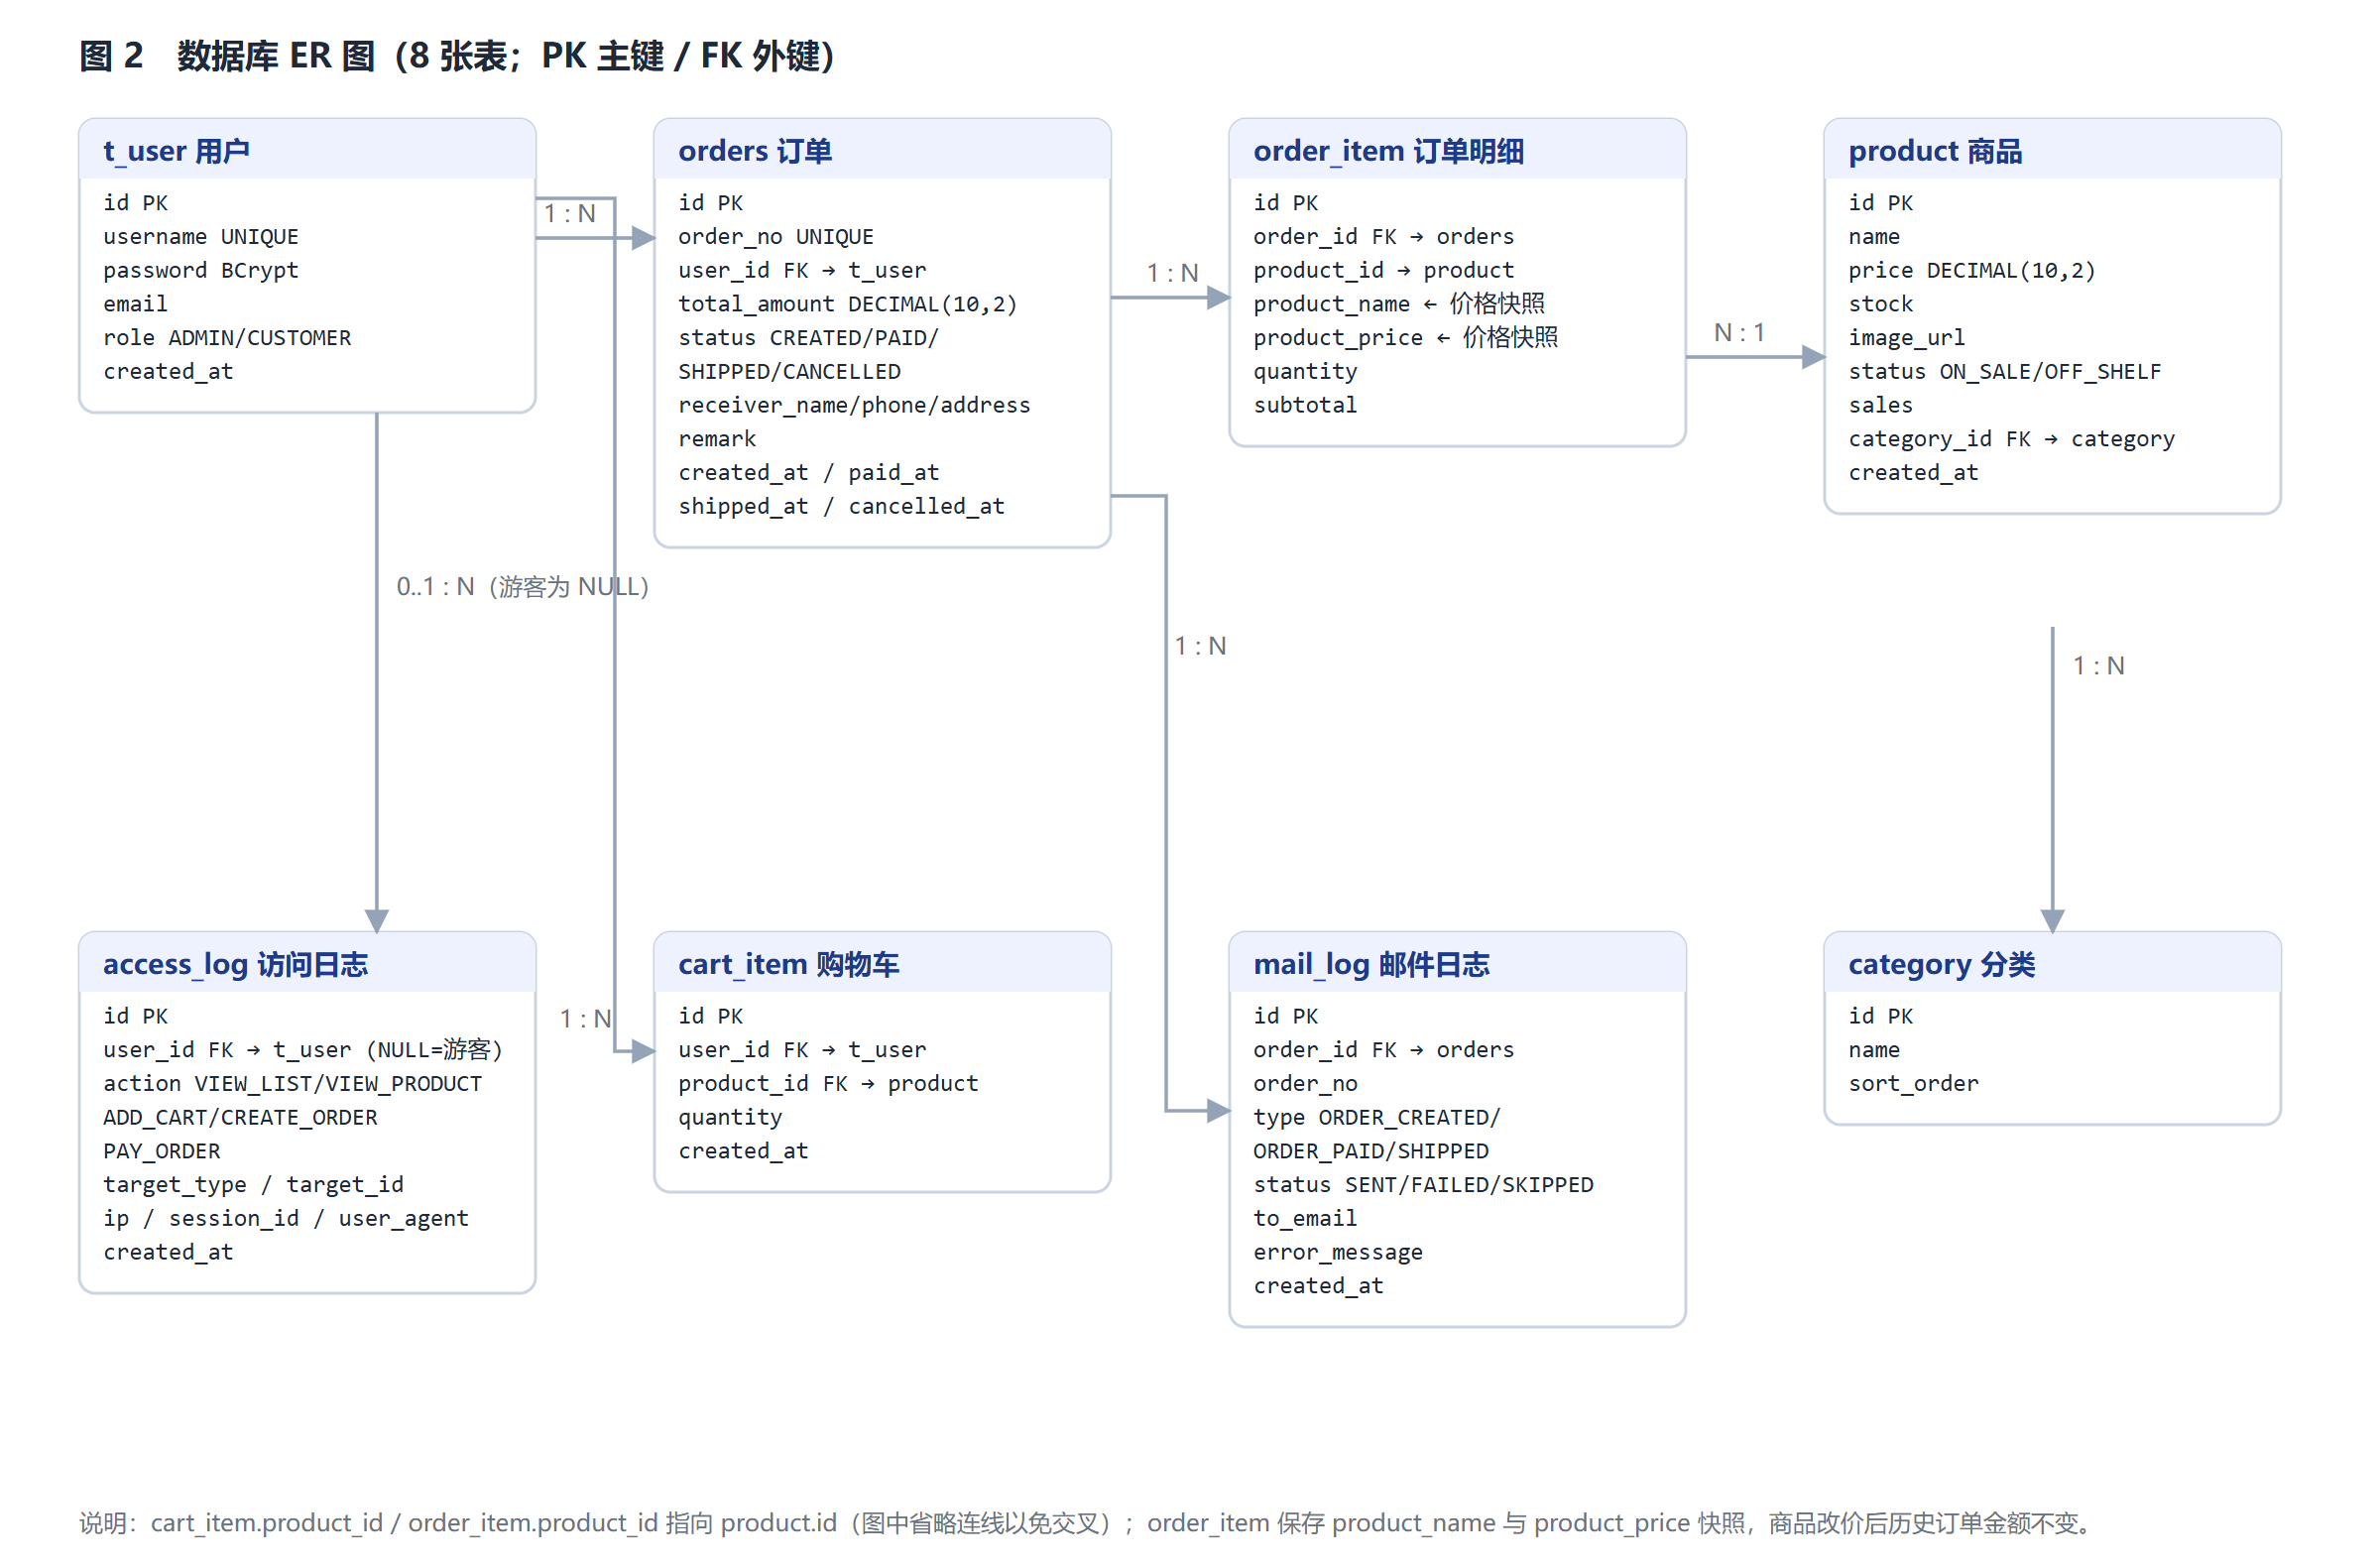 图 2 数据库 ER 图（8 张表；PK 主键 / FK 外键）
t_user 用户
id PK
username UNIQUE
password BCrypt
email
role ADMIN/CUSTOMER
created_at
1 : N
orders 订单
id PK
order_no UNIQUE
user_id FK → t_user
total_amount DECIMAL(10,2)
status CREATED/PAID/
SHIPPED/CANCELLED
receiver_name/phone/address
remark
created_at / paid_at
shipped_at / cancelled_at
1 : N
order_item 订单明细
id PK
order_id FK → orders
product_id → product
product_name ← 价格快照
product_price ← 价格快照
quantity
subtotal
N : 1
product 商品
id PK
name
price DECIMAL(10,2)
stock
image_url
status ON_SALE/OFF_SHELF
sales
category_id FK → category
created_at
0..1 : N（游客为 NULL）
1 : N
1 : N
access_log 访问日志
id PK
user_id FK → t_user (NULL=游客)
action VIEW_LIST/VIEW_PRODUCT
ADD_CART/CREATE_ORDER
PAY_ORDER
target_type / target_id
ip / session_id / user_agent
created_at
1 : N
cart_item 购物车
id PK
user_id FK → t_user
product_id FK → product
quantity
created_at
mail_log 邮件日志
id PK
order_id FK → orders
order_no
type ORDER_CREATED/
ORDER_PAID/SHIPPED
status SENT/FAILED/SKIPPED
to_email
error_message
created_at
category 分类
id PK
name
sort_order
说明：cart_item.product_id / order_item.product_id 指向 product.id（图中省略连线以免交叉）；order_item 保存 product_name 与 product_price 快照，商品改价后历史订单金额不变。